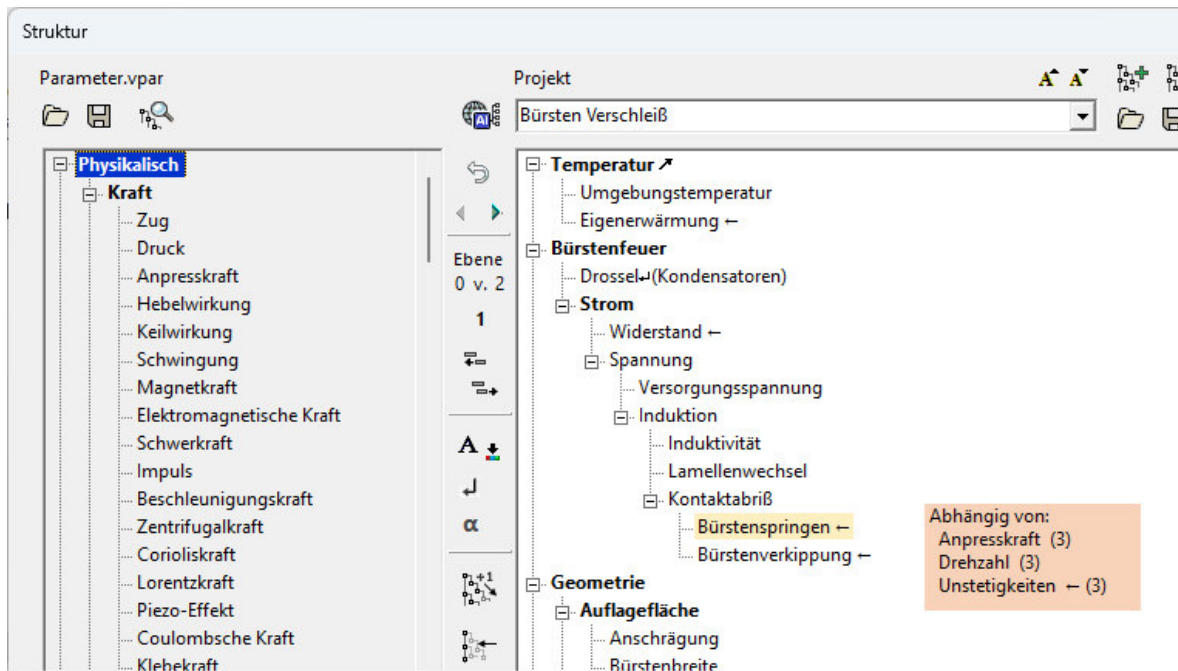 Struktur
Parameter.vpar
Projekt
A A
AI
Bürsten Verschleiß
Physikalisch
Kraft
Zug
Druck
Anpresskraft
Hebelwirkung
Keilwirkung
Schwingung
Magnetkraft
Elektromagnetische Kraft
Schwerkraft
Impuls
Beschleunigungskraft
Zentrifugalkraft
Corioliskraft
Lorentzkraft
Piezo-Effekt
Coulombsche Kraft
Klebekraft
Ebene
0 v. 2
1
A
α
+1
Temperatur↗
Umgebungstemperatur
Eigenerwärmung ←
Bürstenfeuer
Drossel↵(Kondensatoren)
Strom
Widerstand ←
Spannung
Versorgungsspannung
Induktion
Induktivität
Lamellenwechsel
Kontaktabriß
Bürstenspringen ←
Bürstenverkippung ←
Geometrie
Auflagefläche
Anschrägung
Bürstenbreite
Abhängig von:
Anpresskraft (3)
Drehzahl (3)
Unstetigkeiten ← (3)